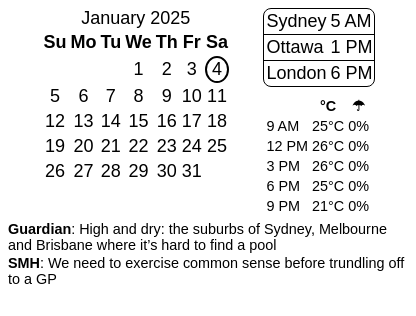 January 2025
Su Mo Tu We Th Fr Sa
1 2 3 4
5 6 7 8 9 10 11
12 13 14 15 16 17 18
19 20 21 22 23 24 25
26 27 28 29 30 31
Sydney 5 AM
Ottawa 1 PM
London 6 PM
°C ☂
9 AM 25°C 0%
12 PM 26°C 0%
3 PM 26°C 0%
6 PM 25°C 0%
9 PM 21°C 0%
Guardian: High and dry: the suburbs of Sydney, Melbourne
and Brisbane where it’s hard to find a pool
SMH: We need to exercise common sense before trundling off
to a GP